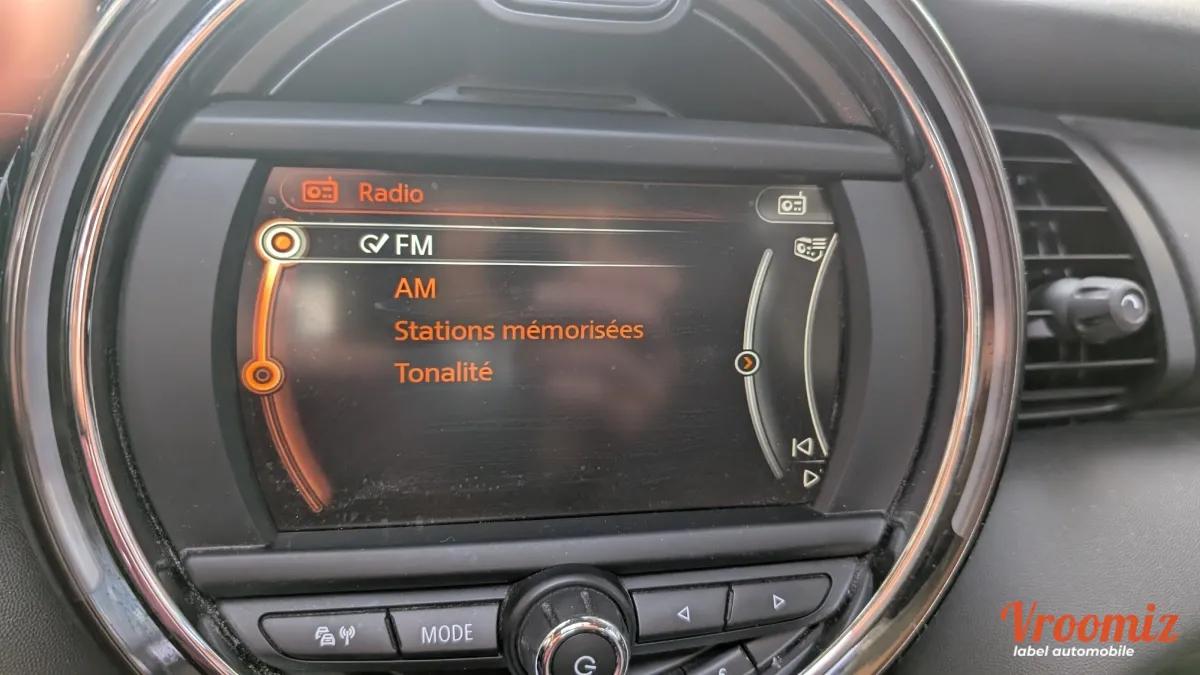 Radio
FM
AM
Stations mémorisées
Tonalité
MODE
Vroomiz
label automobile